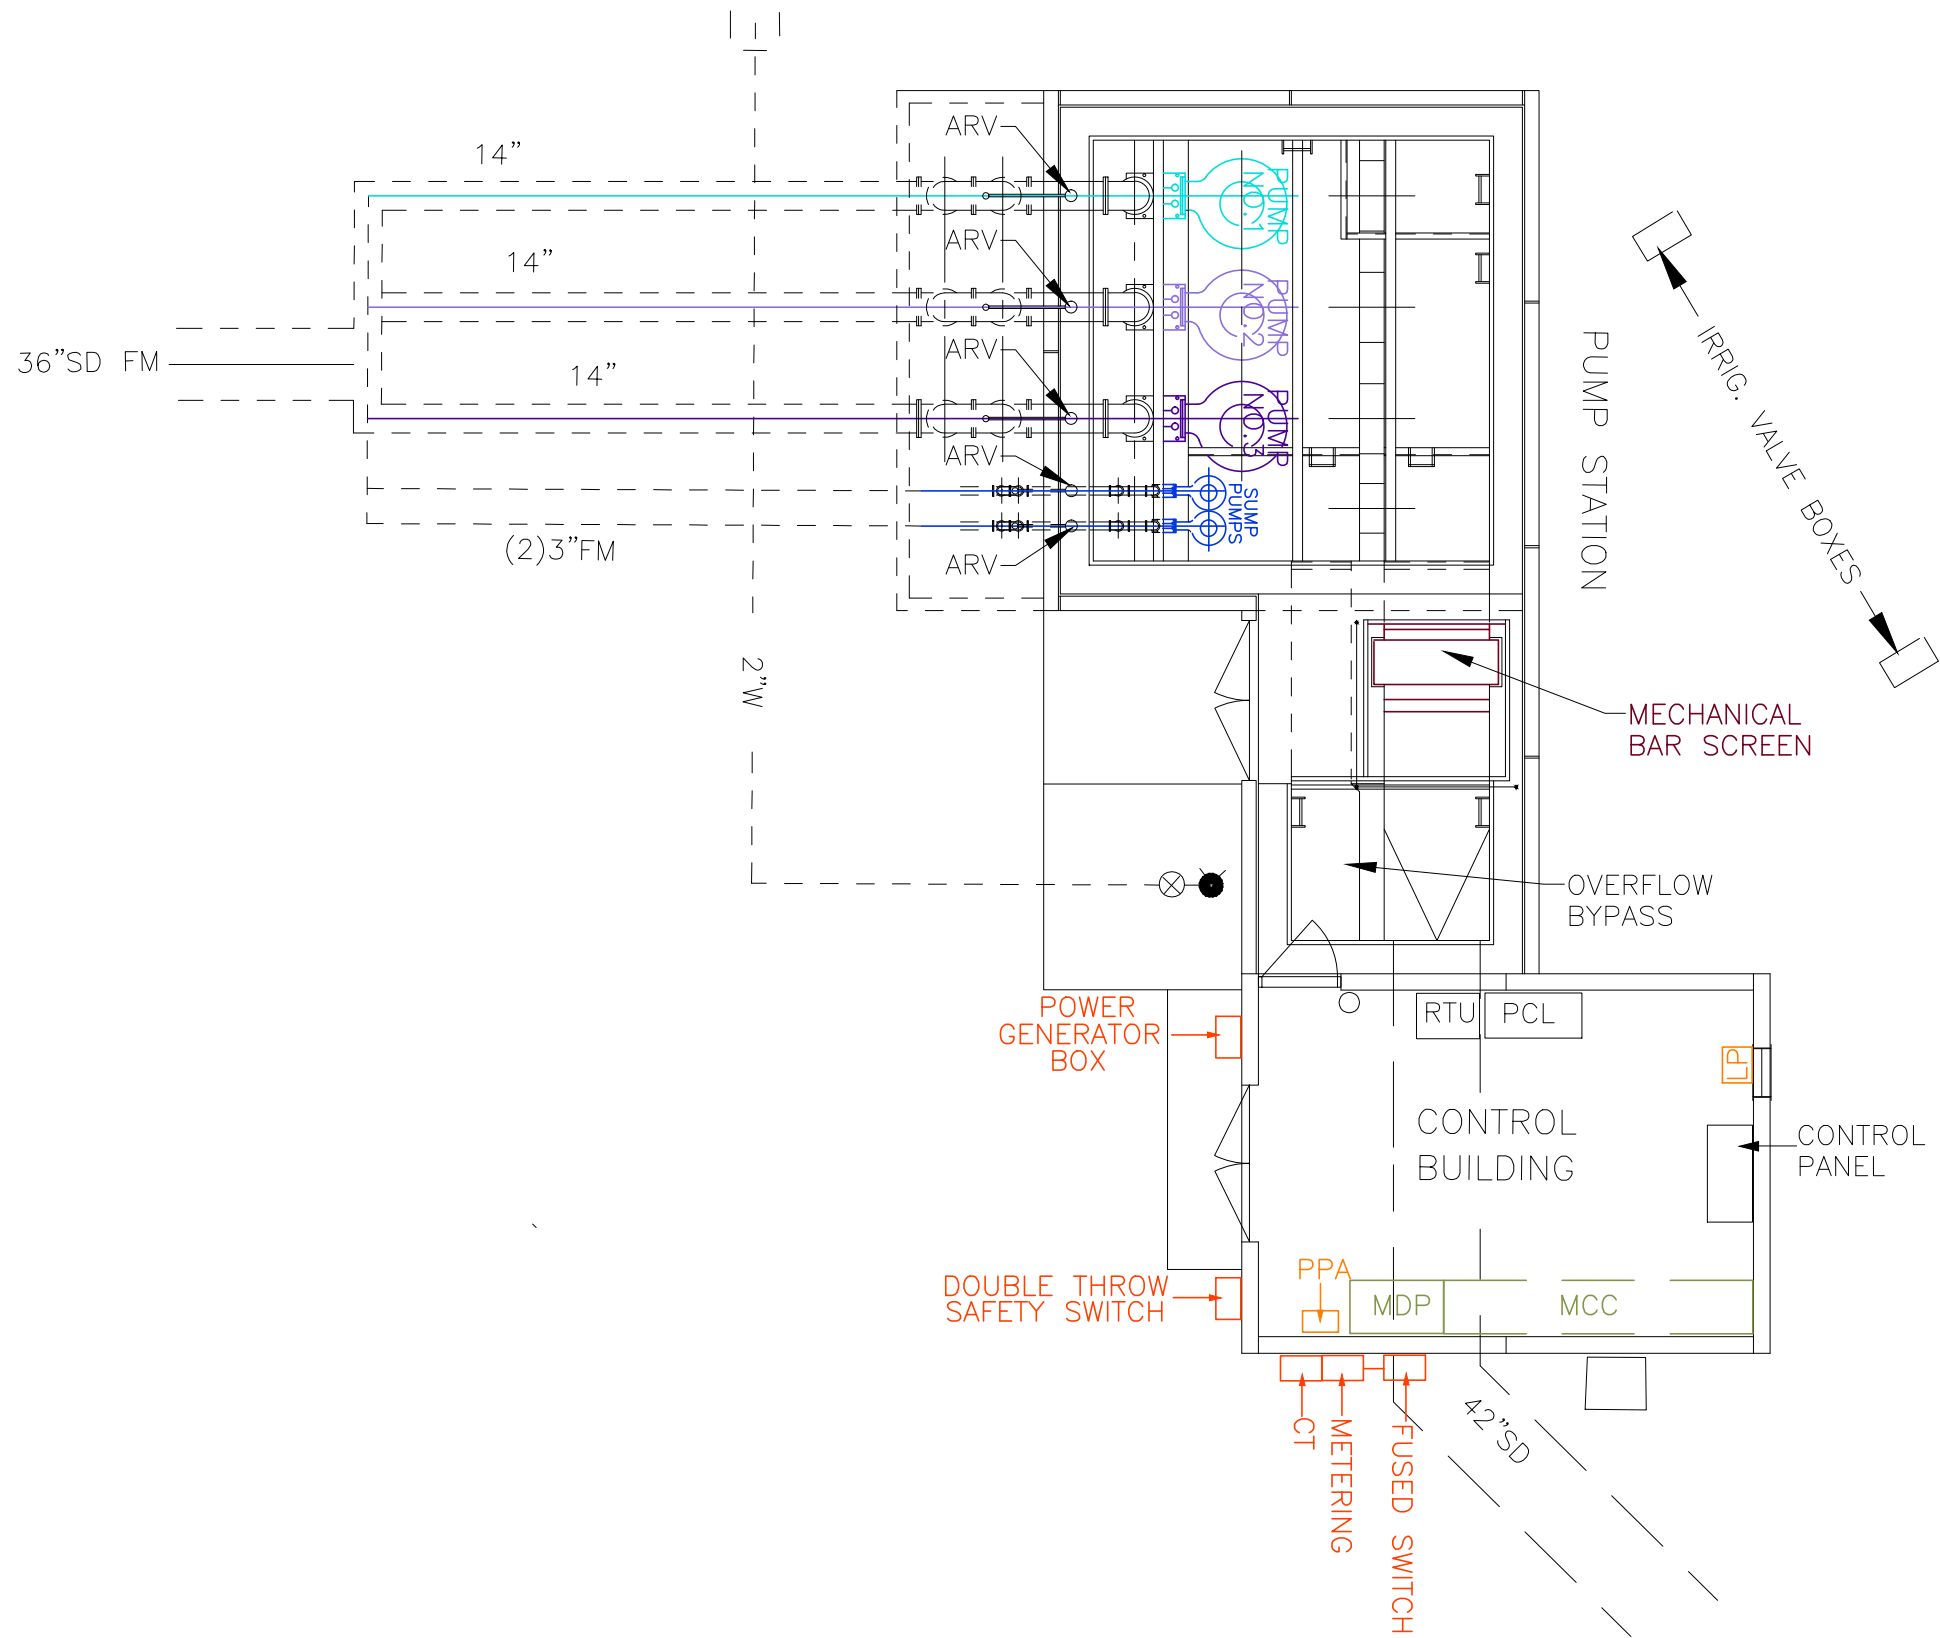 ARV
14”
PUMP
NO.1
ARV
14”
PUMP
NO.2
36”SD FM
ARV
14”
PUMP
NO.3
PUMP STATION
IRRIG. VALVE BOXES
ARV
SUMP
PUMPS
(2)3”FM
ARV
2”W
MECHANICAL
BAR SCREEN
OVERFLOW
BYPASS
POWER
GENERATOR
BOX
RTU
PCL
LP
CONTROL
BUILDING
CONTROL
PANEL
DOUBLE THROW
SAFETY SWITCH
PPA
MDP
MCC
CT
METERING
FUSED SWITCH
42”SD